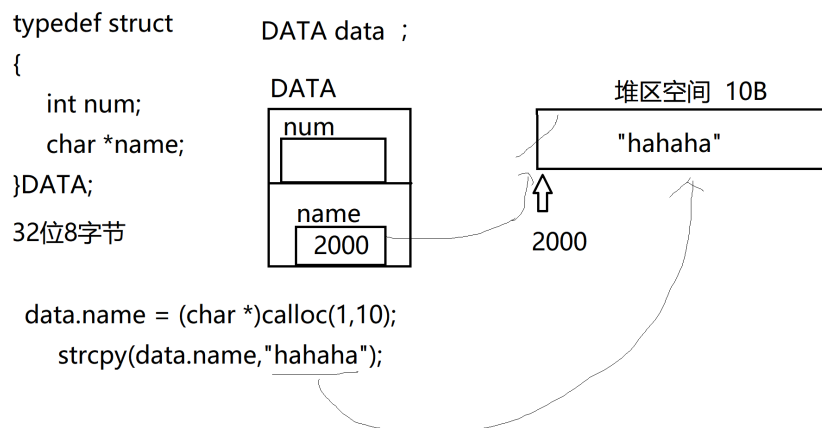 typedef struct
{
int num;
char *name;
}DATA;
32位8字节
DATA data ;
DATA
num
name
2000
堆区空间 10B
"hahaha"
2000
data.name = (char *)calloc(1,10);
strcpy(data.name,"hahaha");